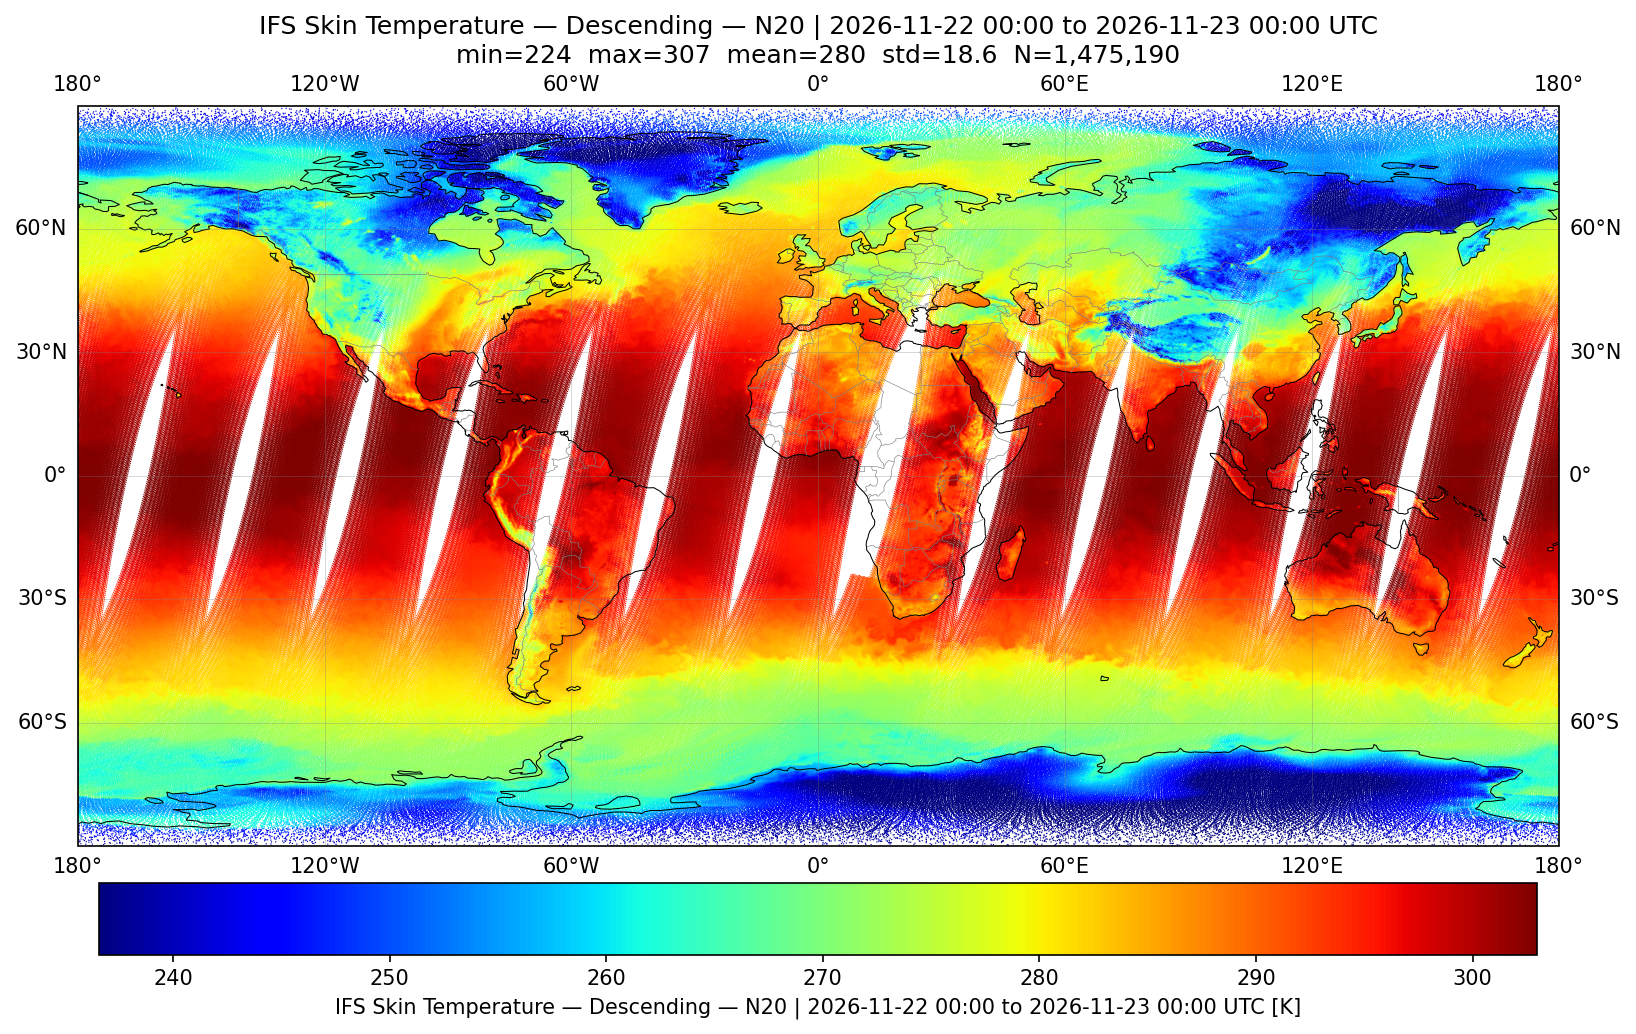 IFS Skin Temperature — Descending — N20 | 2026-11-22 00:00 to 2026-11-23 00:00 UTC
min=224  max=307  mean=280  std=18.6  N=1,475,190
180° 120°W 60°W 0° 60°E 120°E 180°
60°N 60°N
30°N 30°N
0° 0°
30°S 30°S
60°S 60°S
180° 120°W 60°W 0° 60°E 120°E 180°
240 250 260 270 280 290 300
IFS Skin Temperature — Descending — N20 | 2026-11-22 00:00 to 2026-11-23 00:00 UTC [K]